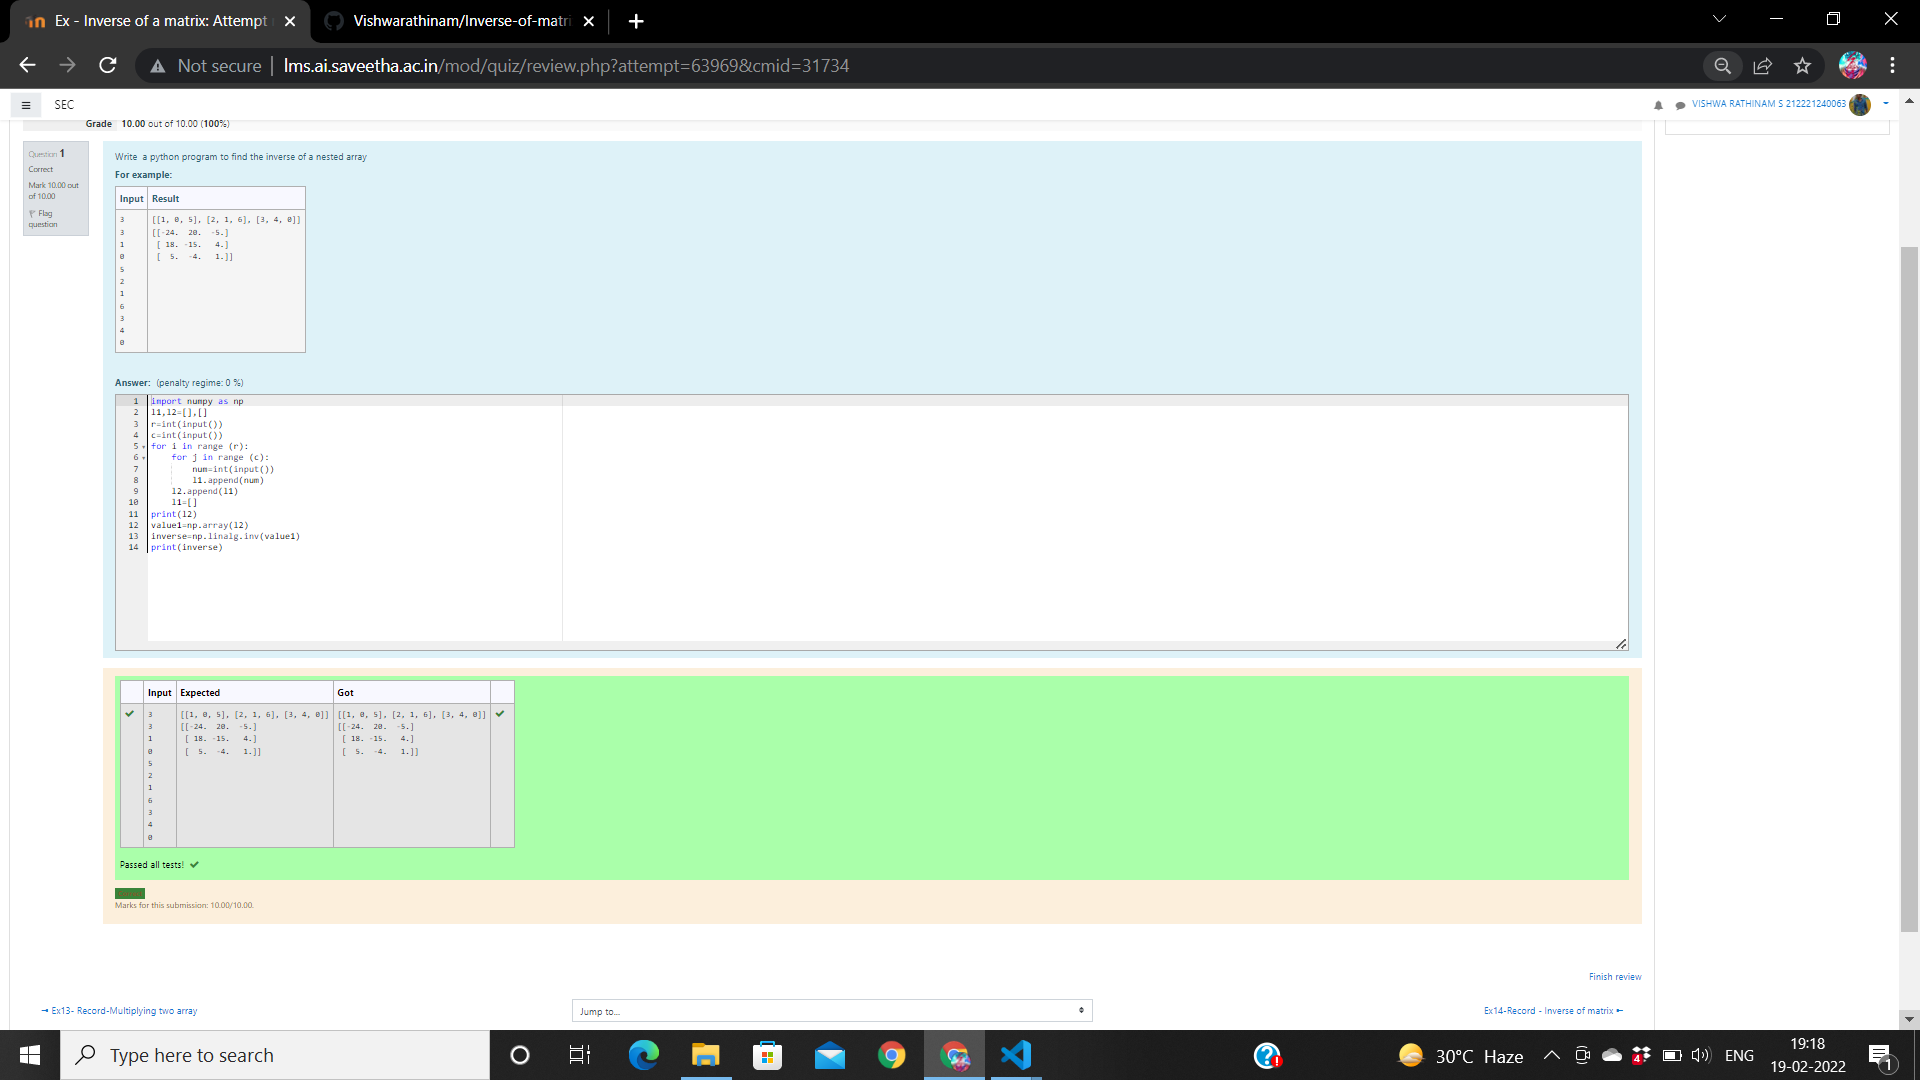 Ex - Inverse of a matrix: Attempt
Vishwarathinam/Inverse-of-matri
Not secure | lms.ai.saveetha.ac.in/mod/quiz/review.php?attempt=63969&cmid=31734
SEC
VISHWA RATHINAM S 212221240063
Grade 10.00 out of 10.00 (100%)
Question 1
Correct
Mark 10.00 out
of 10.00
Flag
question
Write a python program to find the inverse of a nested array
For example:
Input Result
3 [[1, 0, 5], [2, 1, 6], [3, 4, 0]]
3 [[-24. 20. -5.]
1 [ 18. -15. 4.]
0 [ 5. -4. 1.]]
5
2
1
6
3
4
0
Answer: (penalty regime: 0 %)
1 import numpy as np
2 l1,l2=[],[]
3 r=int(input())
4 c=int(input())
5 for i in range (r):
6 for j in range (c):
7 num=int(input())
8 l1.append(num)
9 l2.append(l1)
10 l1=[]
11 print(l2)
12 value1=np.array(l2)
13 inverse=np.linalg.inv(value1)
14 print(inverse)
Input Expected Got
3 [[1, 0, 5], [2, 1, 6], [3, 4, 0]] [[1, 0, 5], [2, 1, 6], [3, 4, 0]]
3 [[-24. 20. -5.] [[-24. 20. -5.]
1 [ 18. -15. 4.] [ 18. -15. 4.]
0 [ 5. -4. 1.]] [ 5. -4. 1.]]
5
2
1
6
3
4
0
Passed all tests!
Marks for this submission: 10.00/10.00.
Finish review
Ex13- Record-Multiplying two array
Jump to...
Ex14-Record - Inverse of matrix
Type here to search
30°C Haze
4
ENG
19:18
19-02-2022
1